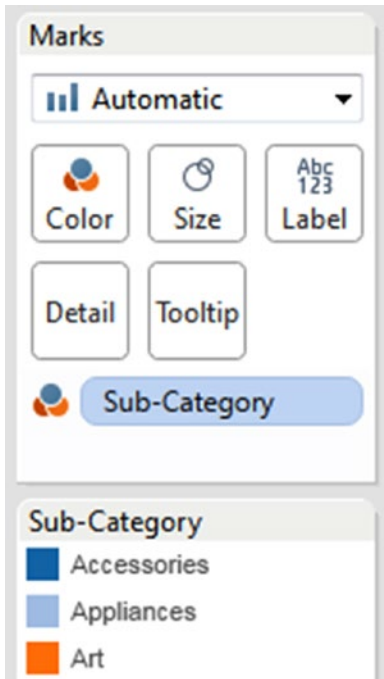 Marks
Automatic
Color
Size
Abc
123
Label
Detail
Tooltip
Sub-Category
Sub-Category
Accessories
Appliances
Art